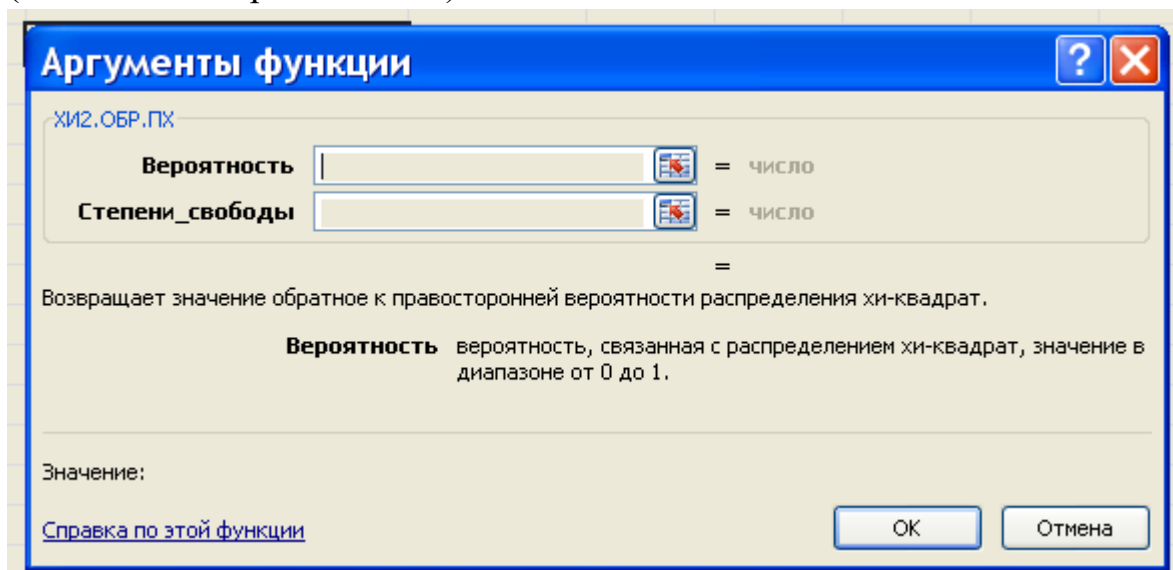 Аргументы функции
?
ХИ2.ОБР.ПХ
Вероятность = число
Степени_свободы = число
=
Возвращает значение обратное к правосторонней вероятности распределения хи-квадрат.
Вероятность вероятность, связанная с распределением хи-квадрат, значение в
диапазоне от 0 до 1.
Значение:
Справка по этой функции
ОК Отмена